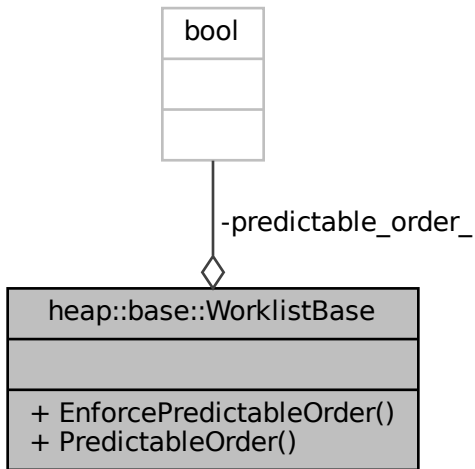 bool
-predictable_order_
heap::base::WorklistBase
+ EnforcePredictableOrder()
+ PredictableOrder()